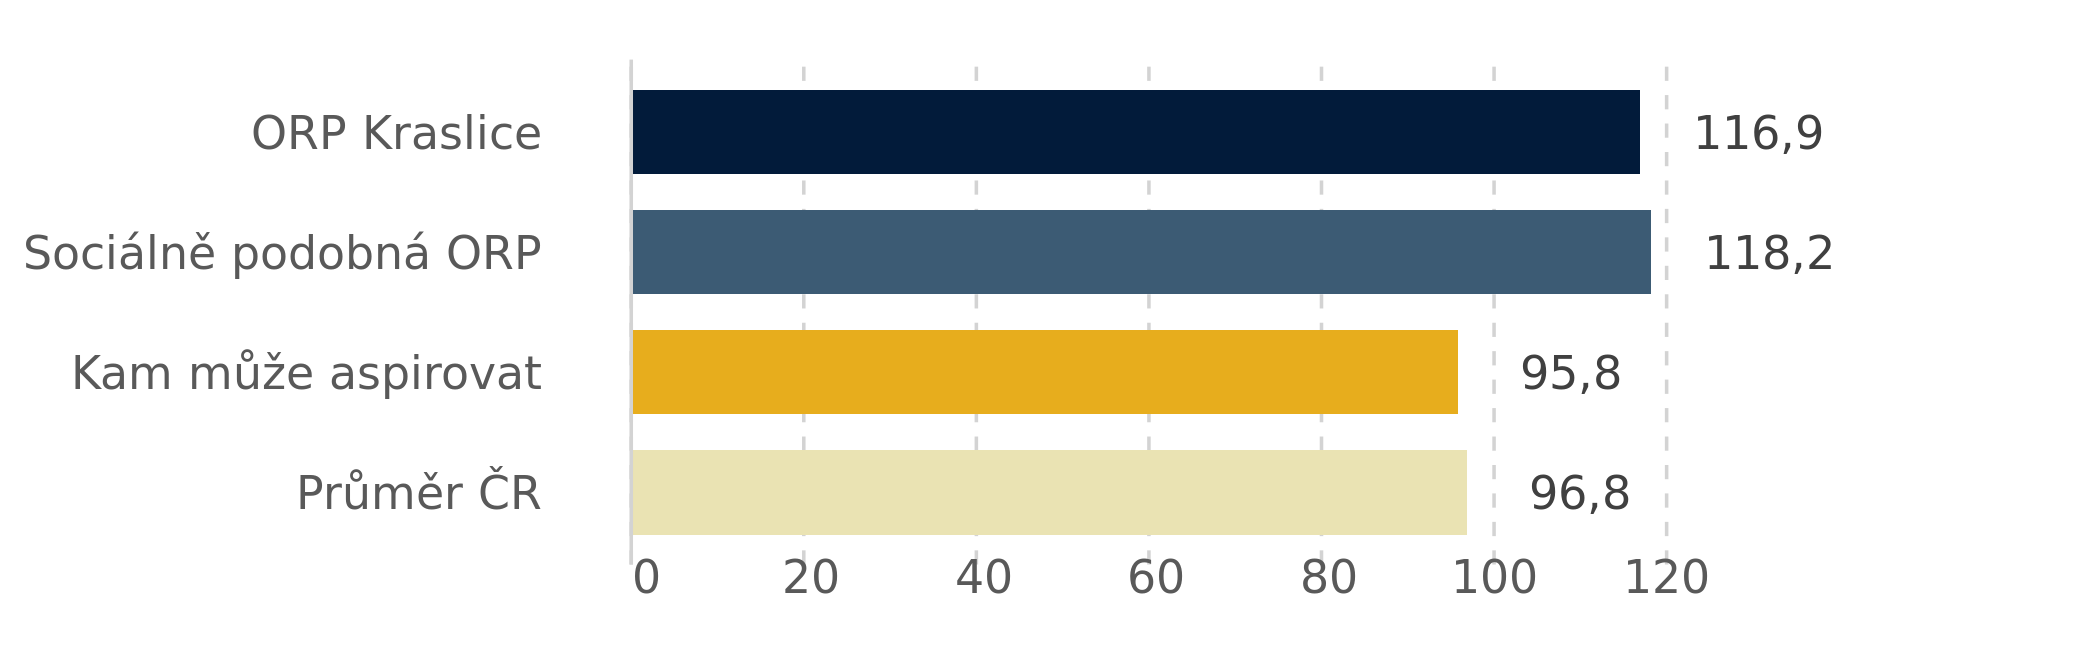 ORP Kraslice 116,9
Sociálně podobná ORP 118,2
Kam může aspirovat 95,8
Průměr ČR 96,8
0 20 40 60 80 100 120